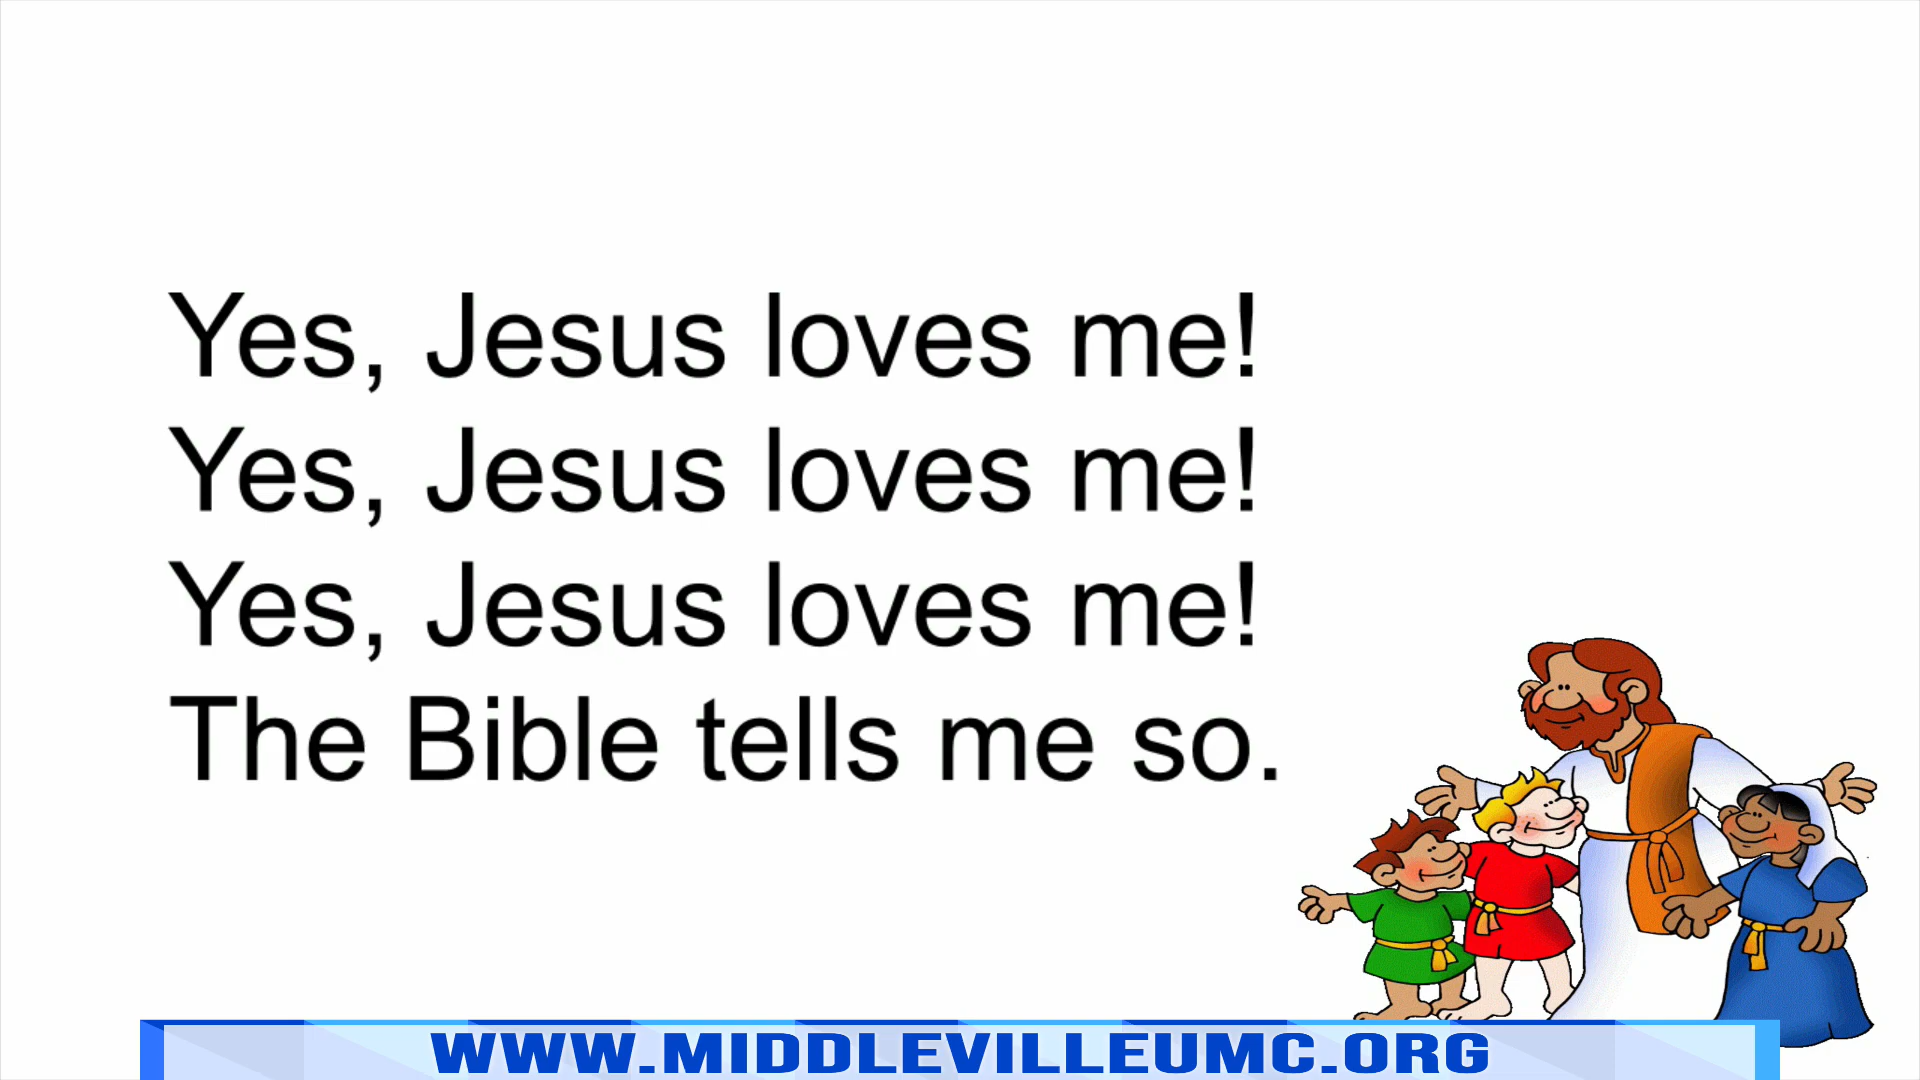 Yes, Jesus loves me!
Yes, Jesus loves me!
Yes, Jesus loves me!
The Bible tells me so.
WWW.MIDDLEVILLEUMC.ORG